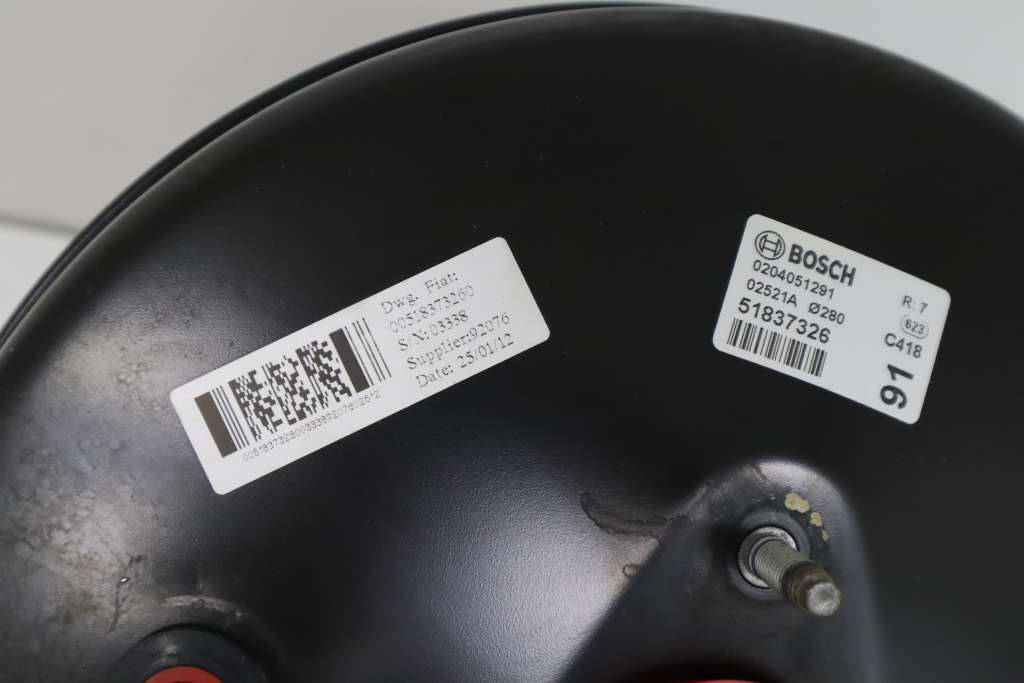 Dwg. Fiat:
00518373260
S/N:03338
Supplier:92076
Date: 25/01/12
BOSCH
0204051291
02521A Ø280
51837326
R: 7
623
C418
91